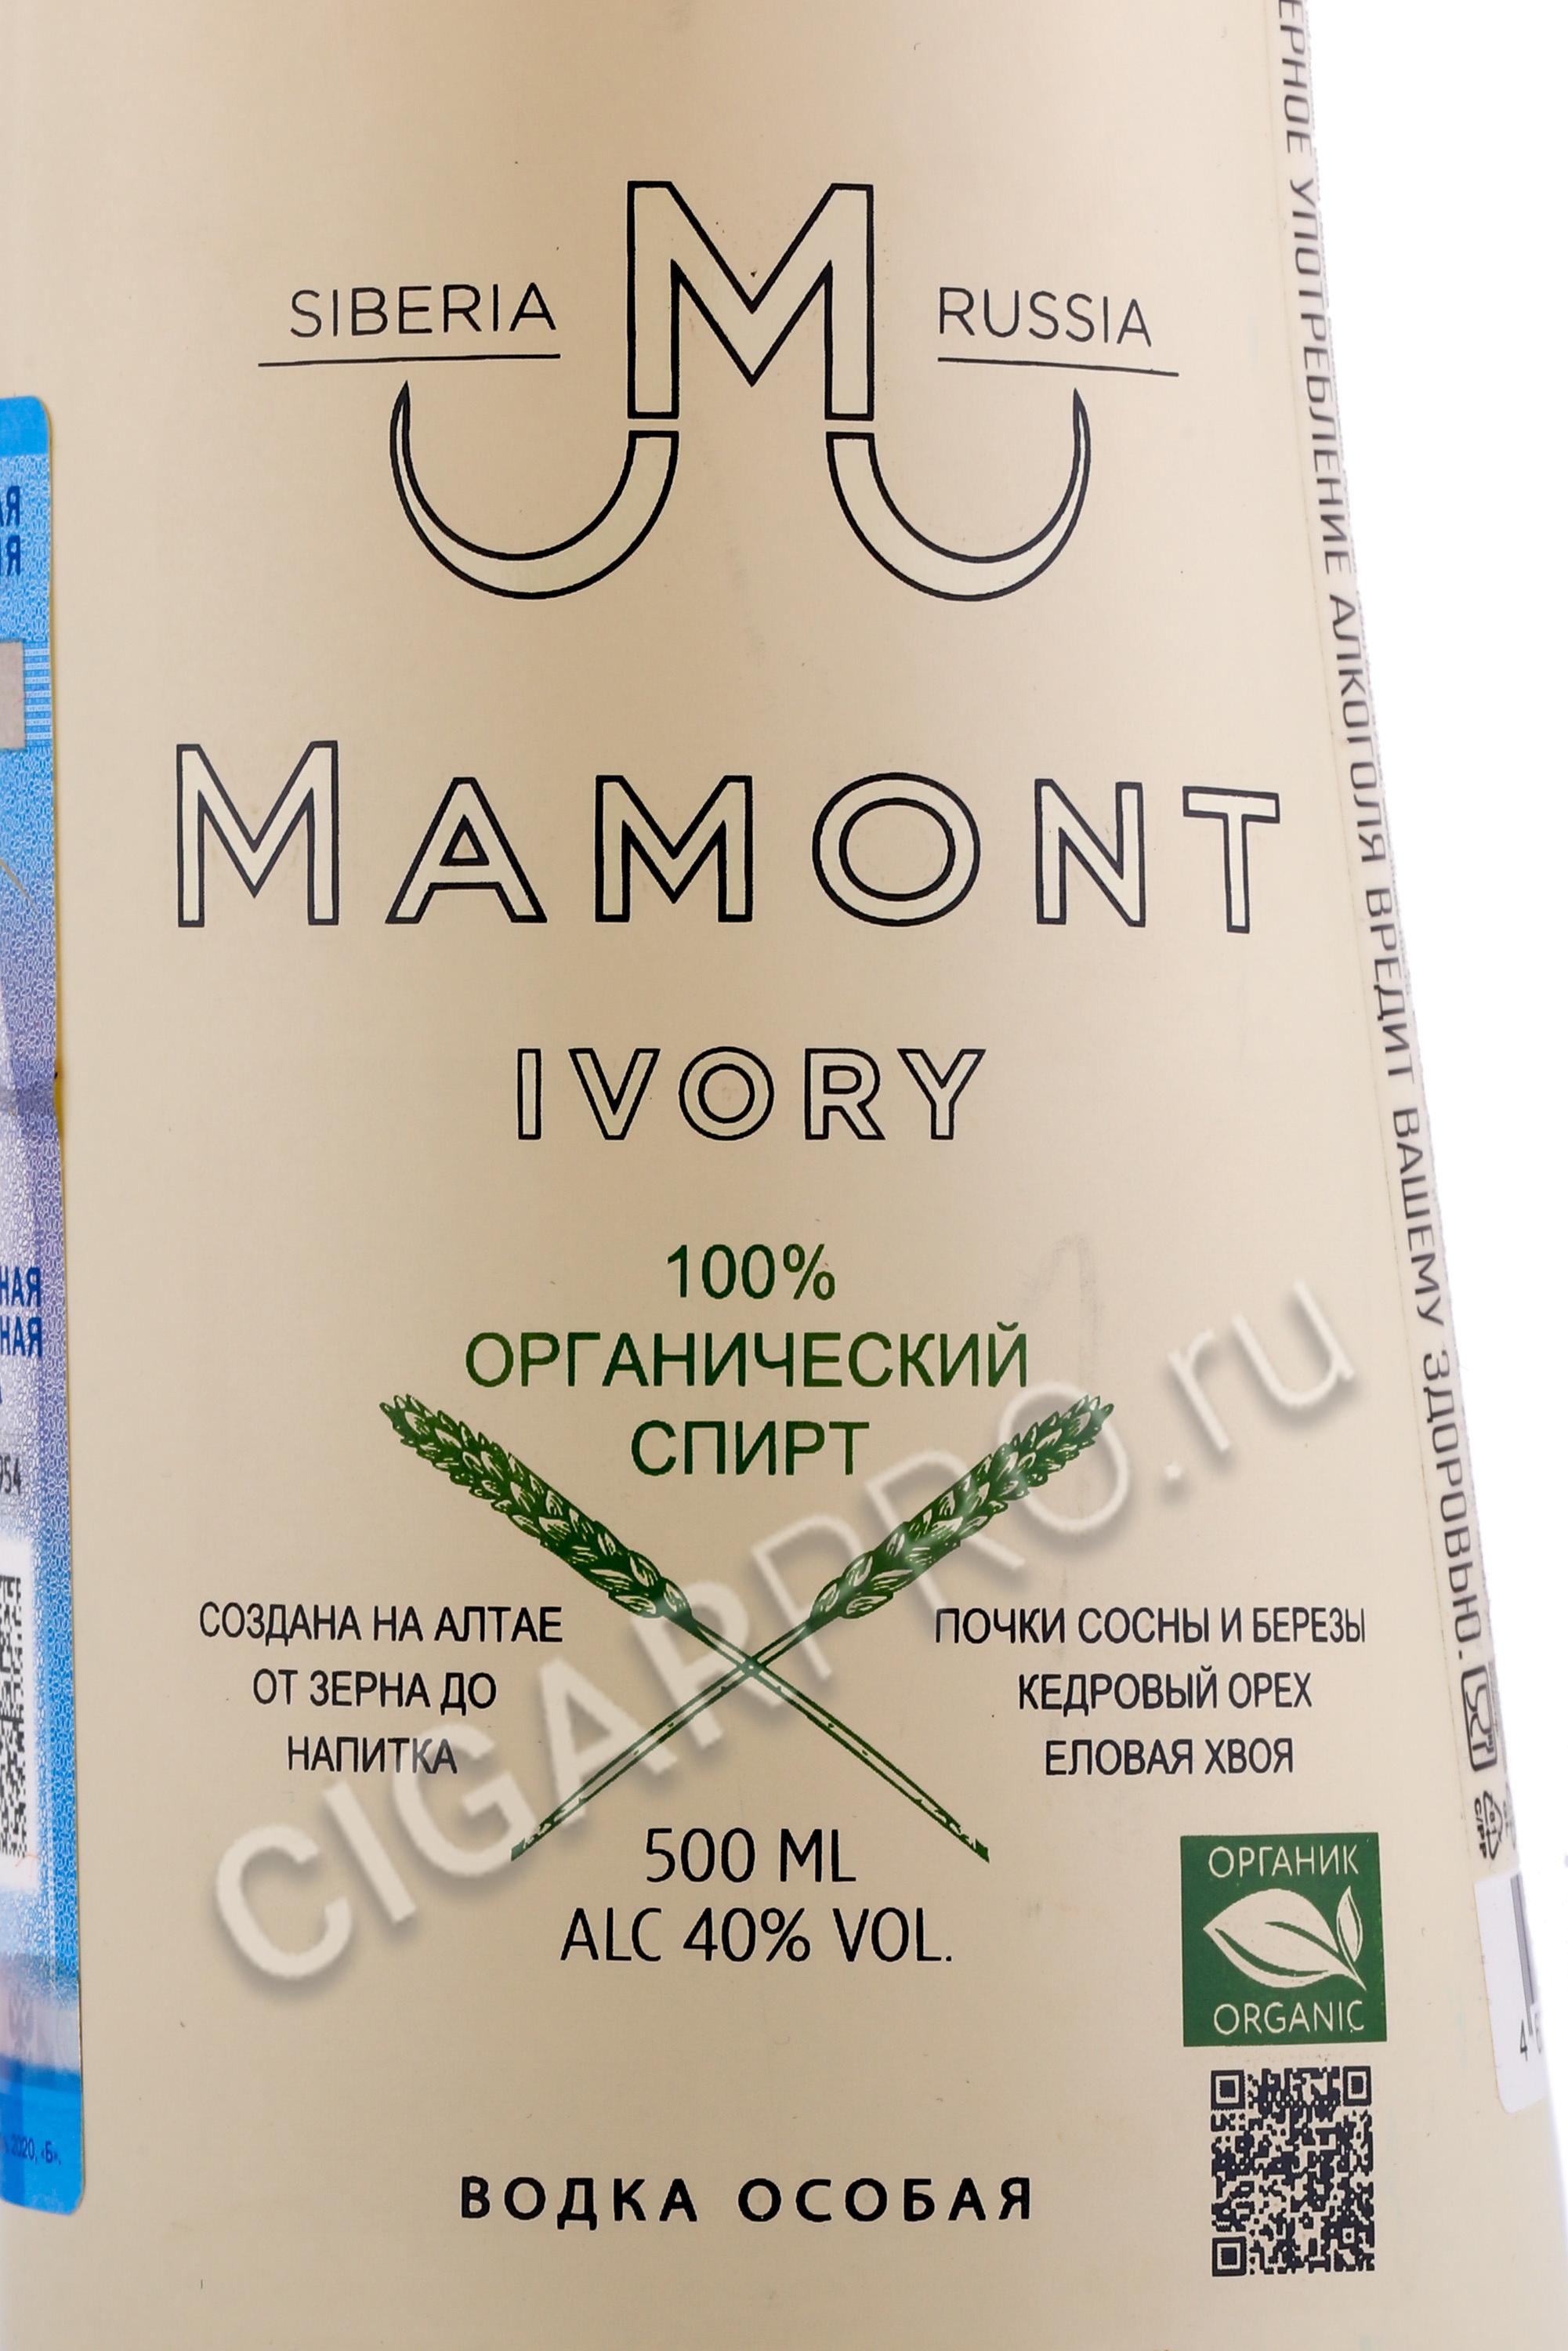 SIBERIA M RUSSIA
MAMONT
IVORY
100%
ОРГАНИЧЕСКИЙ
СПИРТ
СОЗДАНА НА АЛТАЕ
ОТ ЗЕРНА ДО
НАПИТКА
ПОЧКИ СОСНЫ И БЕРЕЗЫ
КЕДРОВЫЙ ОРЕХ
ЕЛОВАЯ ХВОЯ
500 ML
ALC 40% VOL.
ОРГАНИК
ORGANIC
ВОДКА ОСОБАЯ
УПОТРЕБЛЕНИЕ АЛКОГОЛЯ ВРЕДИТ ВАШЕМУ ЗДОРОВЬЮ.
CIGARPRO.ru